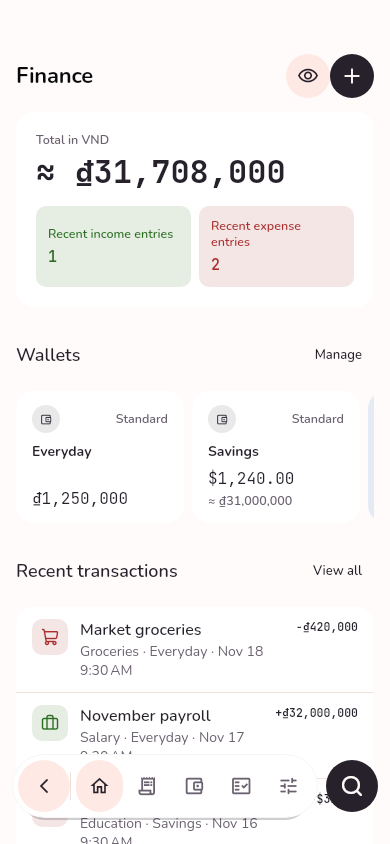 Finance
Total in VND
≈ ₫31,708,000
Recent income entries
1
Recent expense
entries
2
Wallets
Manage
Standard
Everyday
₫1,250,000
Standard
Savings
$1,240.00
≈ ₫31,000,000
Recent transactions
View all
Market groceries
-₫420,000
Groceries · Everyday · Nov 18
9:30 AM
November payroll
+₫32,000,000
Salary · Everyday · Nov 17
Education · Savings · Nov 16
9:30 AM